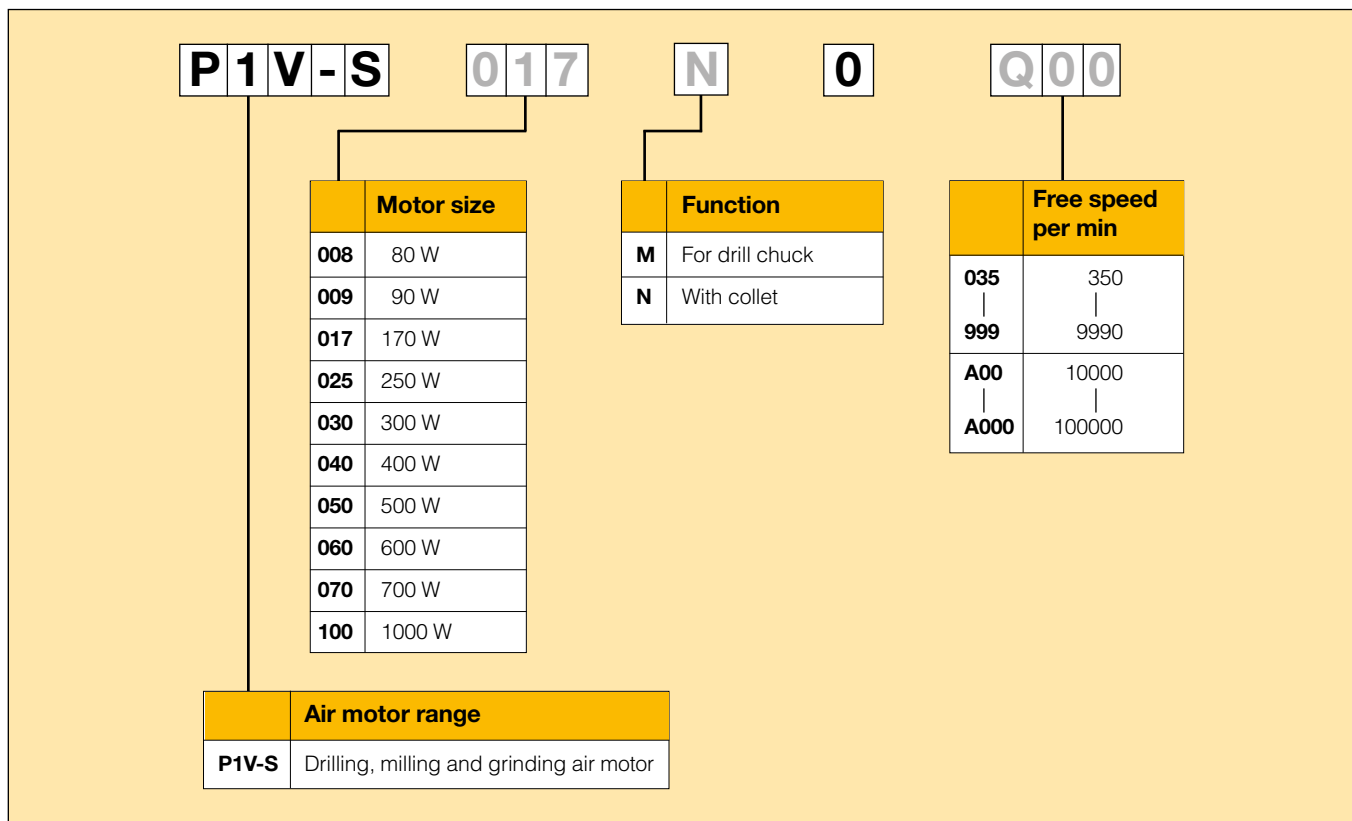 P1V-S 017 N 0 Q00
Motor size
008 80 W
009 90 W
017 170 W
025 250 W
030 300 W
040 400 W
050 500 W
060 600 W
070 700 W
100 1000 W
Function
M For drill chuck
N With collet
Free speed
per min
035 350
999 9990
A00 10000
A000 100000
Air motor range
P1V-S Drilling, milling and grinding air motor